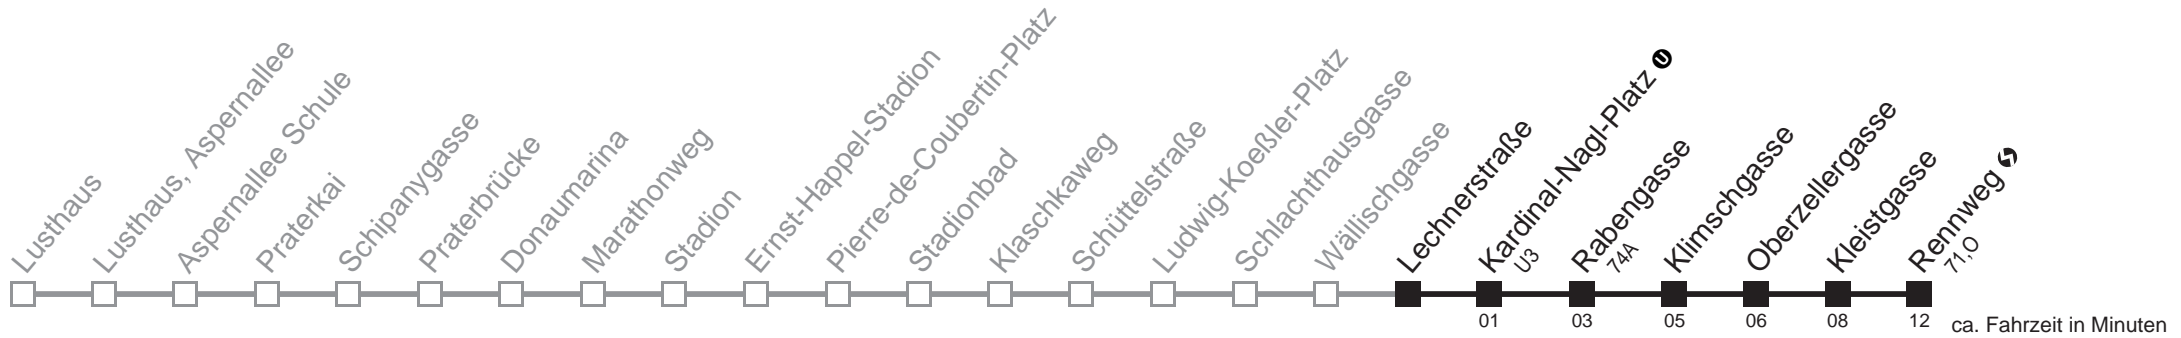 Lusthaus
Lusthaus, Aspernallee
Aspernallee Schule
Praterkai
Schipanygasse
Praterbrücke
Donaumarina
Marathonweg
Stadion
Ernst-Happel-Stadion
Pierre-de-Coubertin-Platz
Stadionbad
Klaschkaweg
Schüttelstraße
Ludwig-Koeßler-Platz
Schlachthausgasse
Wällischgasse
Lechnerstraße
Kardinal-Nagl-Platz U
U3
Rabengasse
74A
Klimschgasse
Oberzellergasse
Kleistgasse
Rennweg
71,O
01 03 05 06 08 12 ca. Fahrzeit in Minuten